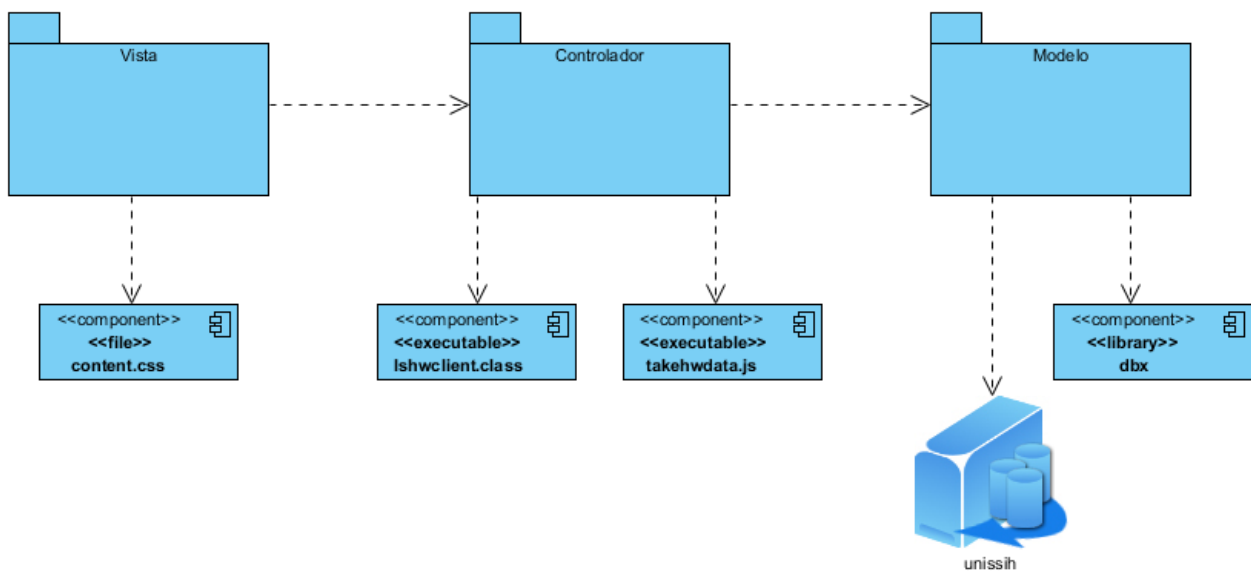 Vista
Controlador
Modelo
<<component>>
<<file>>
content.css
<<component>>
<<executable>>
lshwclient.class
<<component>>
<<executable>>
takehwdata.js
<<component>>
<<library>>
dbx
unissih